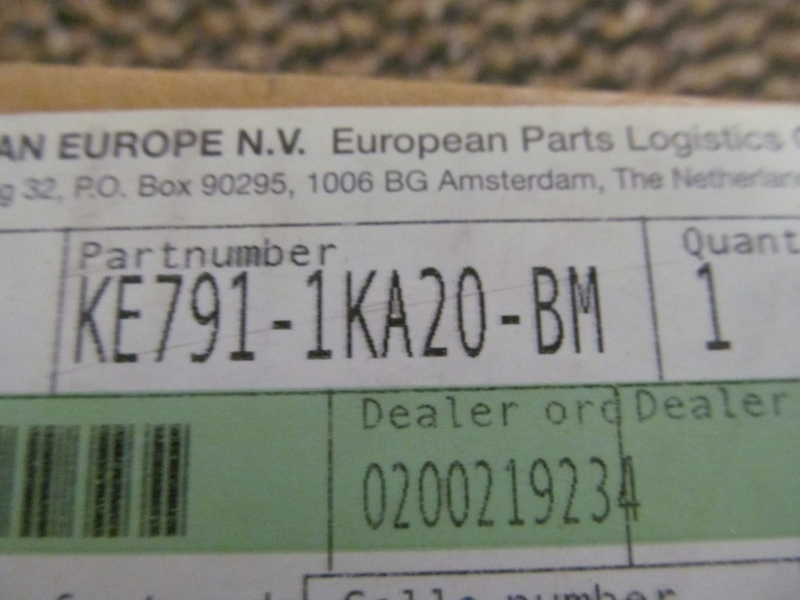 AN EUROPE N.V. European Parts Logistics
g 32, P.O. Box 90295, 1006 BG Amsterdam, The Netherlan
Partnumber Quant
KE791-1KA20-BM 1
Dealer ord Dealer
0200219234
number